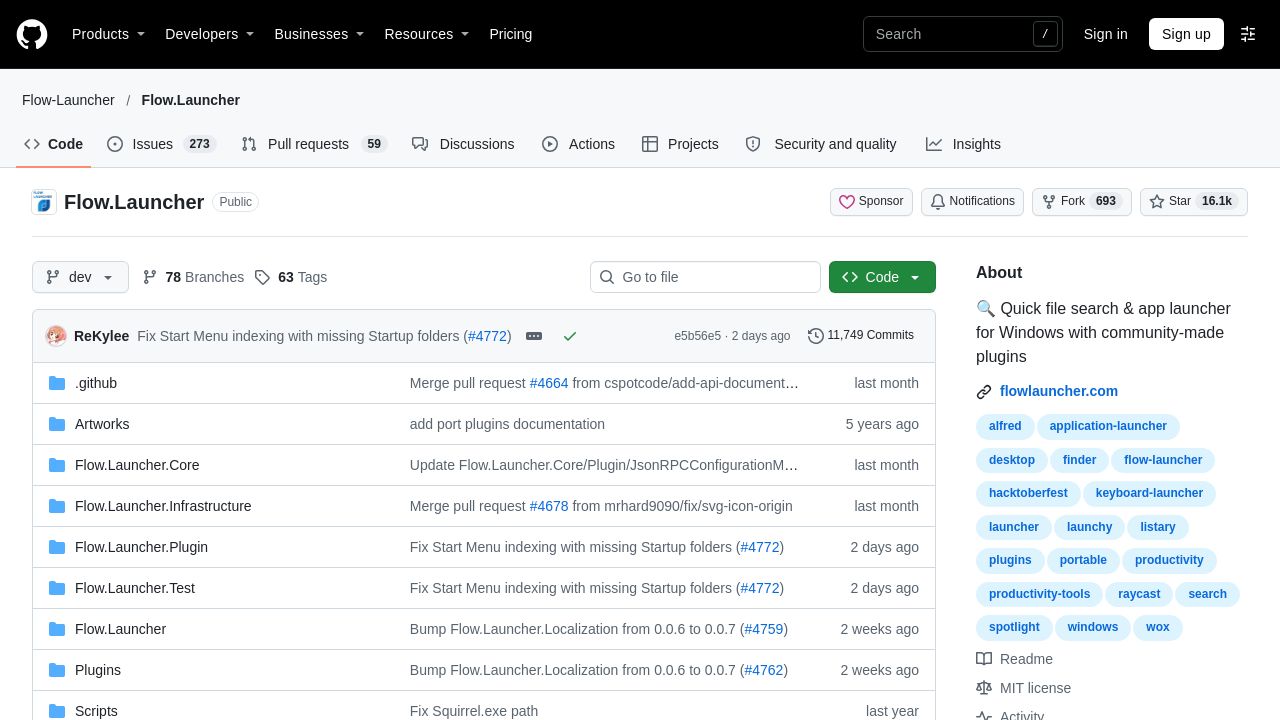 Products Developers Businesses Resources Pricing Search / Sign in Sign up
Flow-Launcher / Flow.Launcher
Code Issues 273 Pull requests 59 Discussions Actions Projects Security and quality Insights
Flow.Launcher Public Sponsor Notifications Fork 693 Star 16.1k
dev 78 Branches 63 Tags Go to file Code
ReKylee Fix Start Menu indexing with missing Startup folders (#4772) e5b56e5 · 2 days ago 11,749 Commits
.github Merge pull request #4664 from cspotcode/add-api-document… last month
Artworks add port plugins documentation 5 years ago
Flow.Launcher.Core Update Flow.Launcher.Core/Plugin/JsonRPCConfigurationM… last month
Flow.Launcher.Infrastructure Merge pull request #4678 from mrhard9090/fix/svg-icon-origin last month
Flow.Launcher.Plugin Fix Start Menu indexing with missing Startup folders (#4772) 2 days ago
Flow.Launcher.Test Fix Start Menu indexing with missing Startup folders (#4772) 2 days ago
Flow.Launcher Bump Flow.Launcher.Localization from 0.0.6 to 0.0.7 (#4759) 2 weeks ago
Plugins Bump Flow.Launcher.Localization from 0.0.6 to 0.0.7 (#4762) 2 weeks ago
Scripts Fix Squirrel.exe path last year
About
🔍 Quick file search & app launcher
for Windows with community-made
plugins
flowlauncher.com
alfred application-launcher
desktop finder flow-launcher
hacktoberfest keyboard-launcher
launcher launchy listary
plugins portable productivity
productivity-tools raycast search
spotlight windows wox
Readme
MIT license
Activity